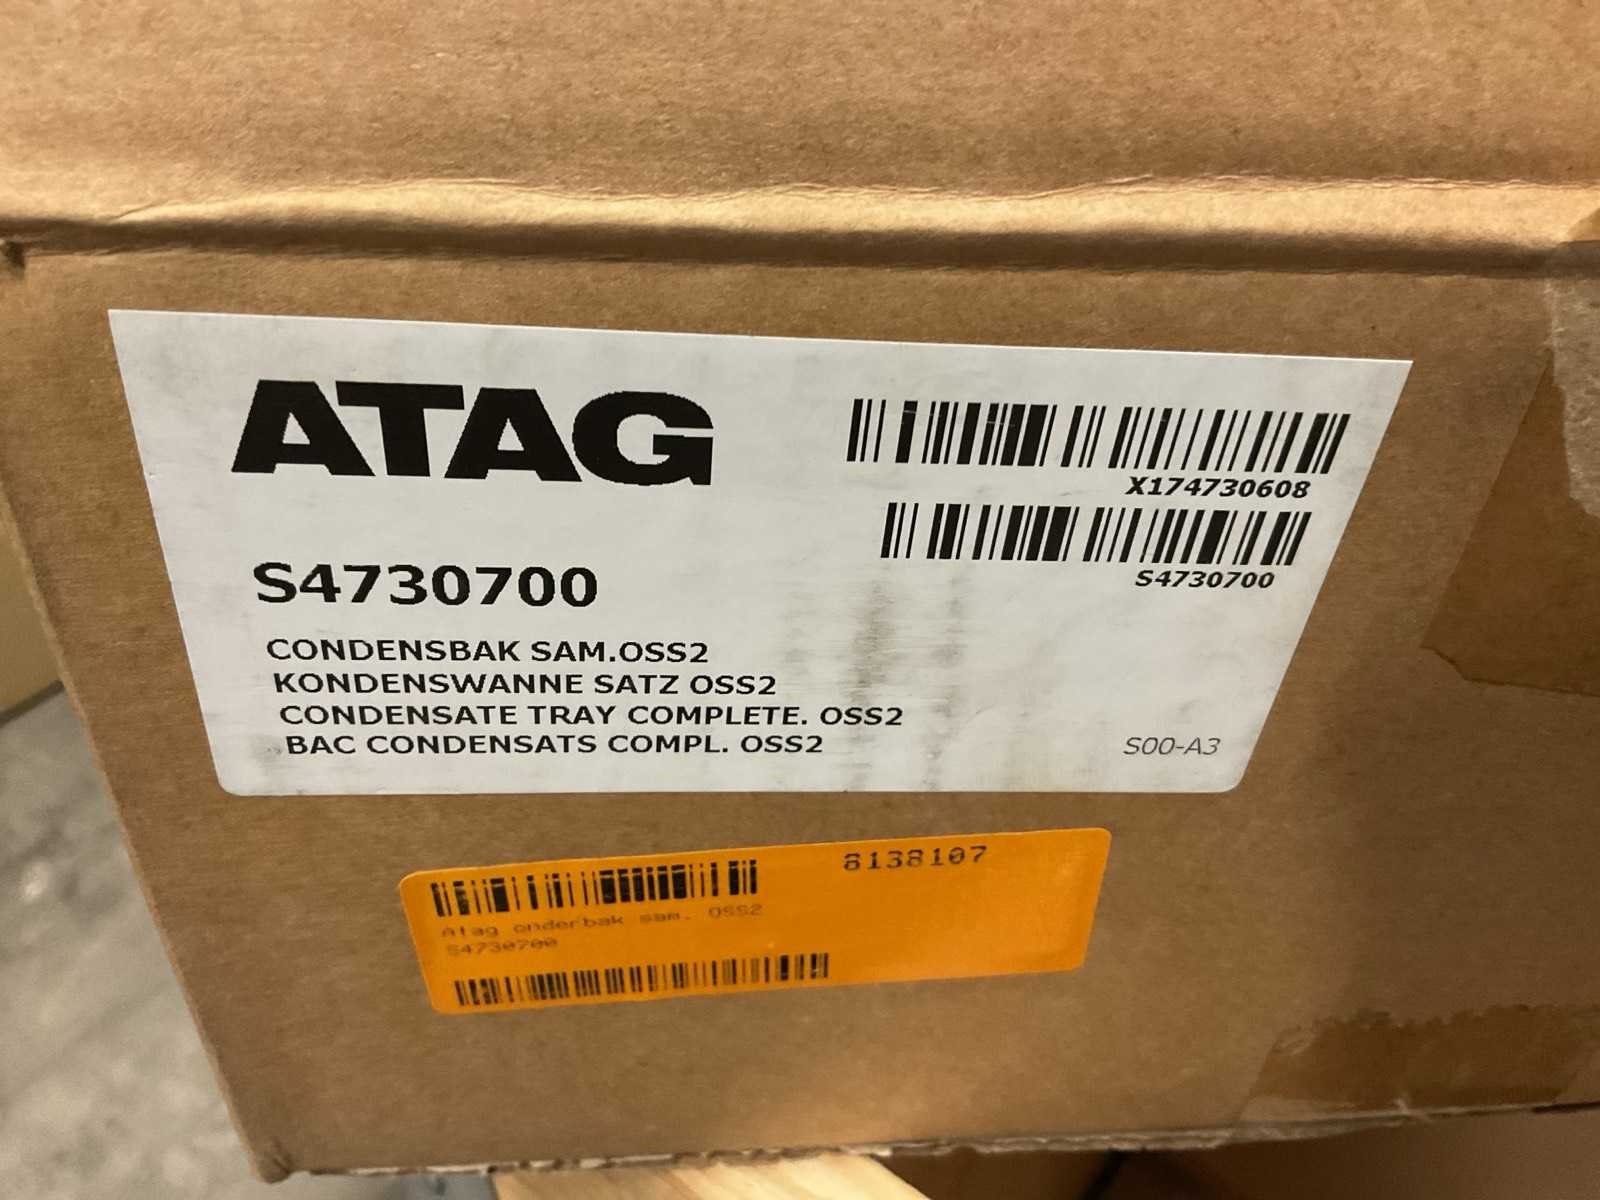 ATAG
X174730608
S4730700
S4730700
CONDENSBAK SAM.OSS2
KONDENSWANNE SATZ OSS2
CONDENSATE TRAY COMPLETE. OSS2
BAC CONDENSATS COMPL. OSS2
S00-A3
8138107
Atag onderbak sam. OSS2
S4730700